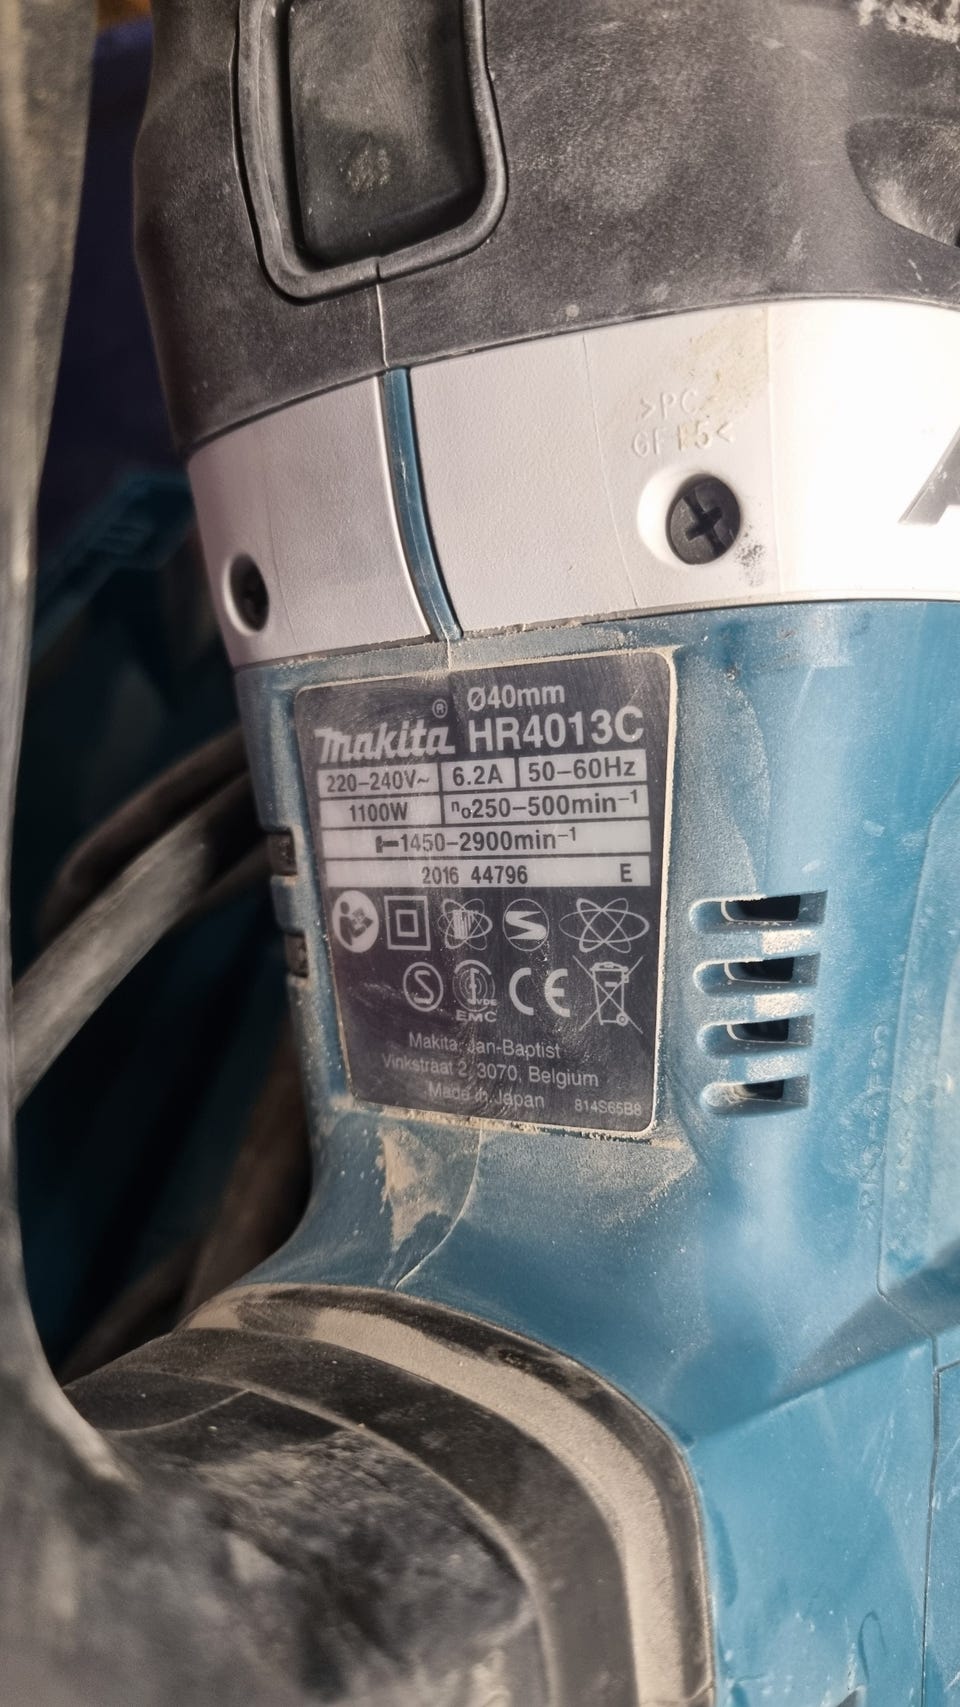 >PC
GF15<
Ø40mm
makita® HR4013C
220–240V~ 6.2A 50–60Hz
1100W n₀250–500min⁻¹
1450–2900min⁻¹
2016 44796 E
S
VDE
EMC
CE
Makita, Jan-Baptist
Vinkstraat 2, 3070, Belgium
Made in Japan 814S65B8